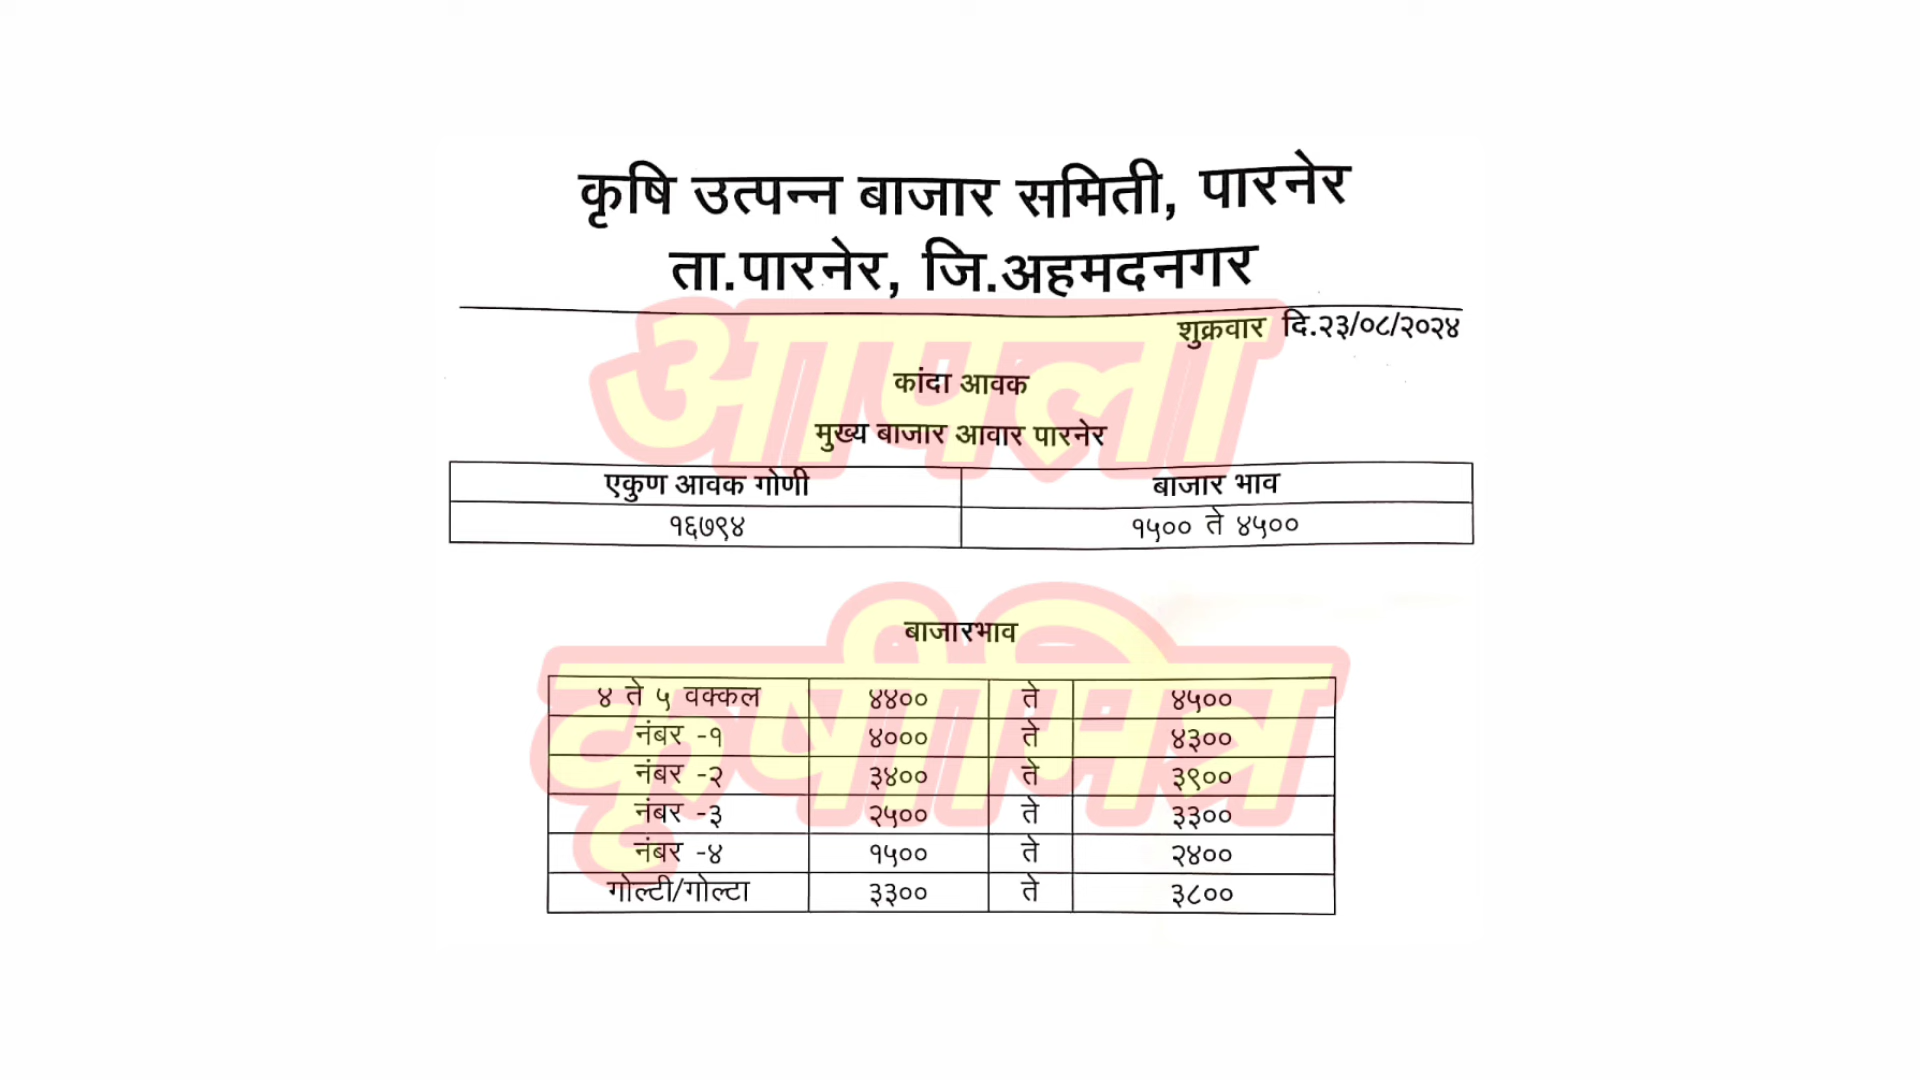 कृषि उत्पन्न बाजार समिती, पारनेर
ता.पारनेर, जि.अहमदनगर
शुक्रवार दि.२३/०८/२०२४
कांदा आवक
मुख्य बाजार आवार पारनेर
एकुण आवक गोणी बाजार भाव
१६७९४ १५०० ते ४५००
बाजारभाव
४ ते ५ वक्कल ४४०० ते ४५००
नंबर -१ ४००० ते ४३००
नंबर -२ ३४०० ते ३९००
नंबर -३ २५०० ते ३३००
नंबर -४ १५०० ते २४००
गोल्टी/गोल्टा ३३०० ते ३८००
आपला
कृषीमित्र